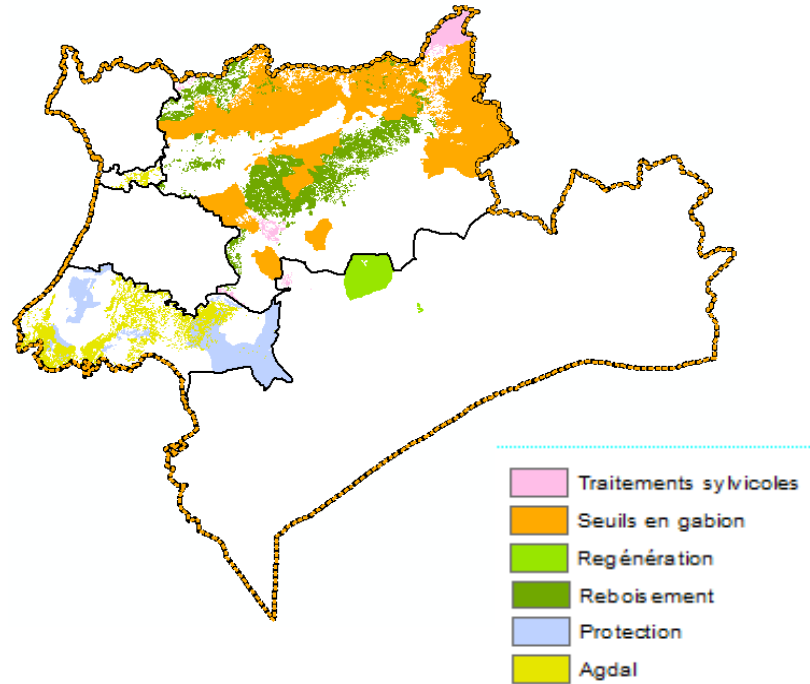 Traitements sylvicoles
Seuils en gabion
Regénération
Reboisement
Protection
Agdal